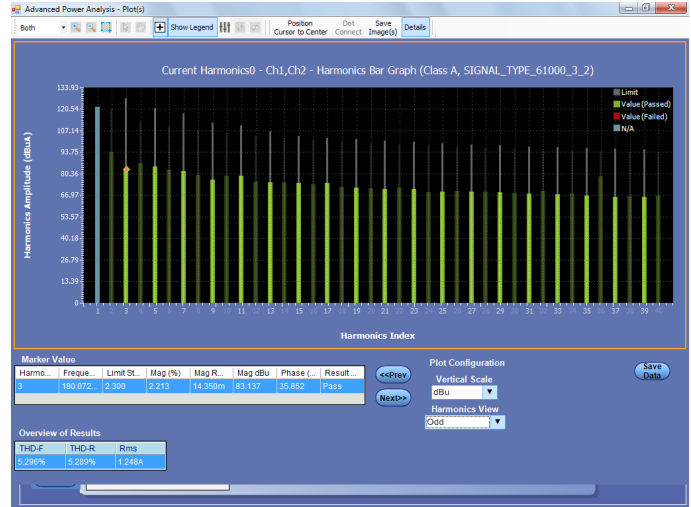 Advanced Power Analysis - Plot(s)
Both Show Legend Position Cursor to Center Dot Connect Save Image(s) Details
Current Harmonics0 - Ch1,Ch2 - Harmonics Bar Graph (Class A, SIGNAL_TYPE_61000_3_2)
Limit
Value(Passed)
Value(Failed)
N/A
Harmonics Amplitude (dBuA)
133.93
120.54
107.14
93.75
80.36
66.97
53.57
40.18
26.79
13.39
0
1 2 3 4 5 6 7 8 9 10 11 12 13 14 15 16 17 18 19 20 21 22 23 24 25 26 27 28 29 30 31 32 33 34 35 36 37 38 39 40
Harmonics Index
Marker Value
Harmo... Freque... Limit St... Mag (%) Mag R... Mag dBu Phase (... Result...
3 180.072... 2.300 2.213 14.350m 83.137 35.852 Pass
<<Prev
Next>>
Plot Configuration
Vertical Scale
dBu
Harmonics View
Odd
Save Data
Overview of Results
THD-F THD-R Rms
5.296% 5.289% 1.248A